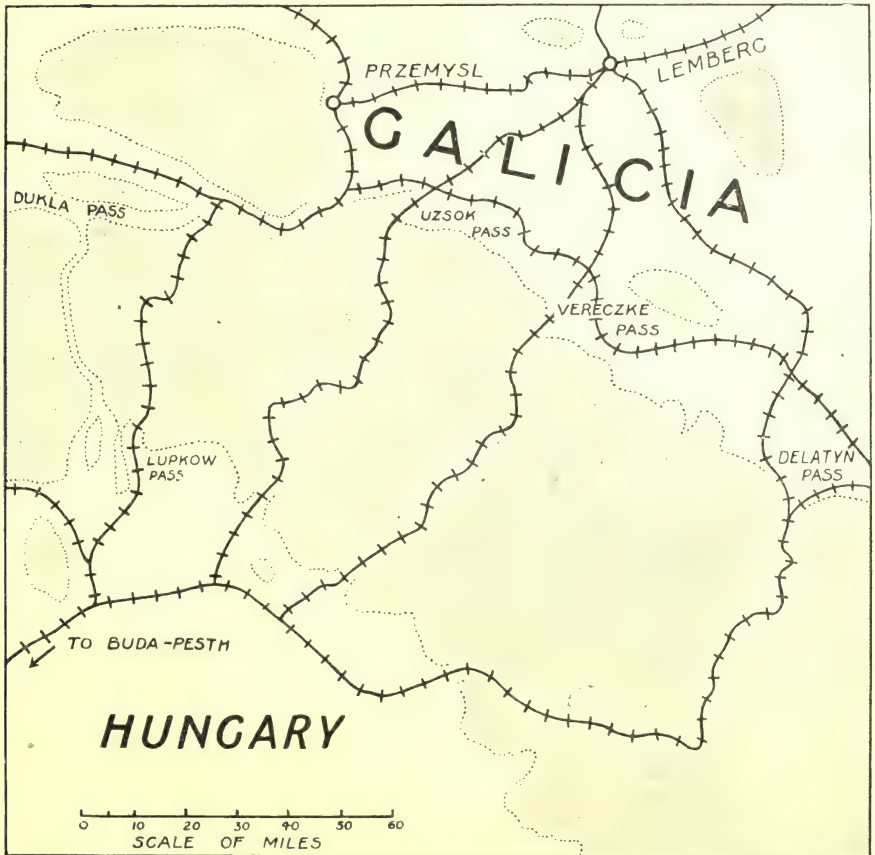 PRZEMYSL
LEMBERG
GALICIA
DUKLA PASS
UZSOK
PASS
VERECZKE
PASS
LUPKOW
PASS
DELATYN
PASS
TO BUDA-PESTH
HUNGARY
0 10 20 30 40 50 60
SCALE OF MILES